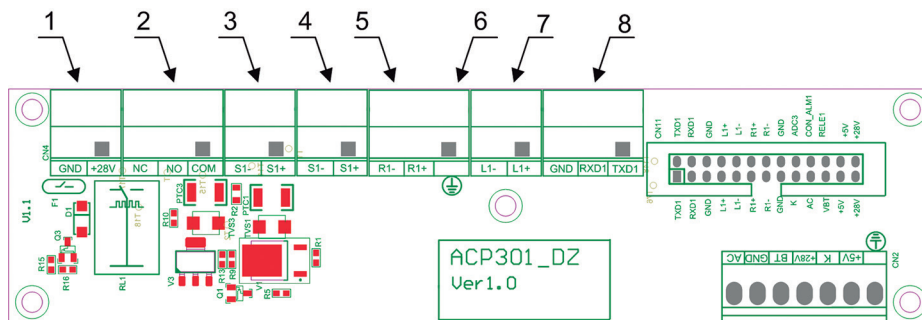 1 2 3 4 5 6 7 8
CN4
GND +28V NC NO COM S1- S1+ S1- S1+ R1- R1+ L1- L1+ GND RXD1 TXD1
CN11 TXD1 RXD1 GND L1+ L1- R1+ R1- GND ADC3 CON_ALM1 RELE1 +5V +28V
TXD1 RXD1 GND L1+ L1- R1+ R1- GND K AC VBT +5V +28V
V1.1
F1
D1
Q3
R15
R16
RL1
PTC3
R10
TVS3
R2
PTC1
TVS1
R13
R9
V3
V1
Q1
R5
R1
ACP301_DZ
Ver1.0
AC GND BT +28V K +5V
CN2